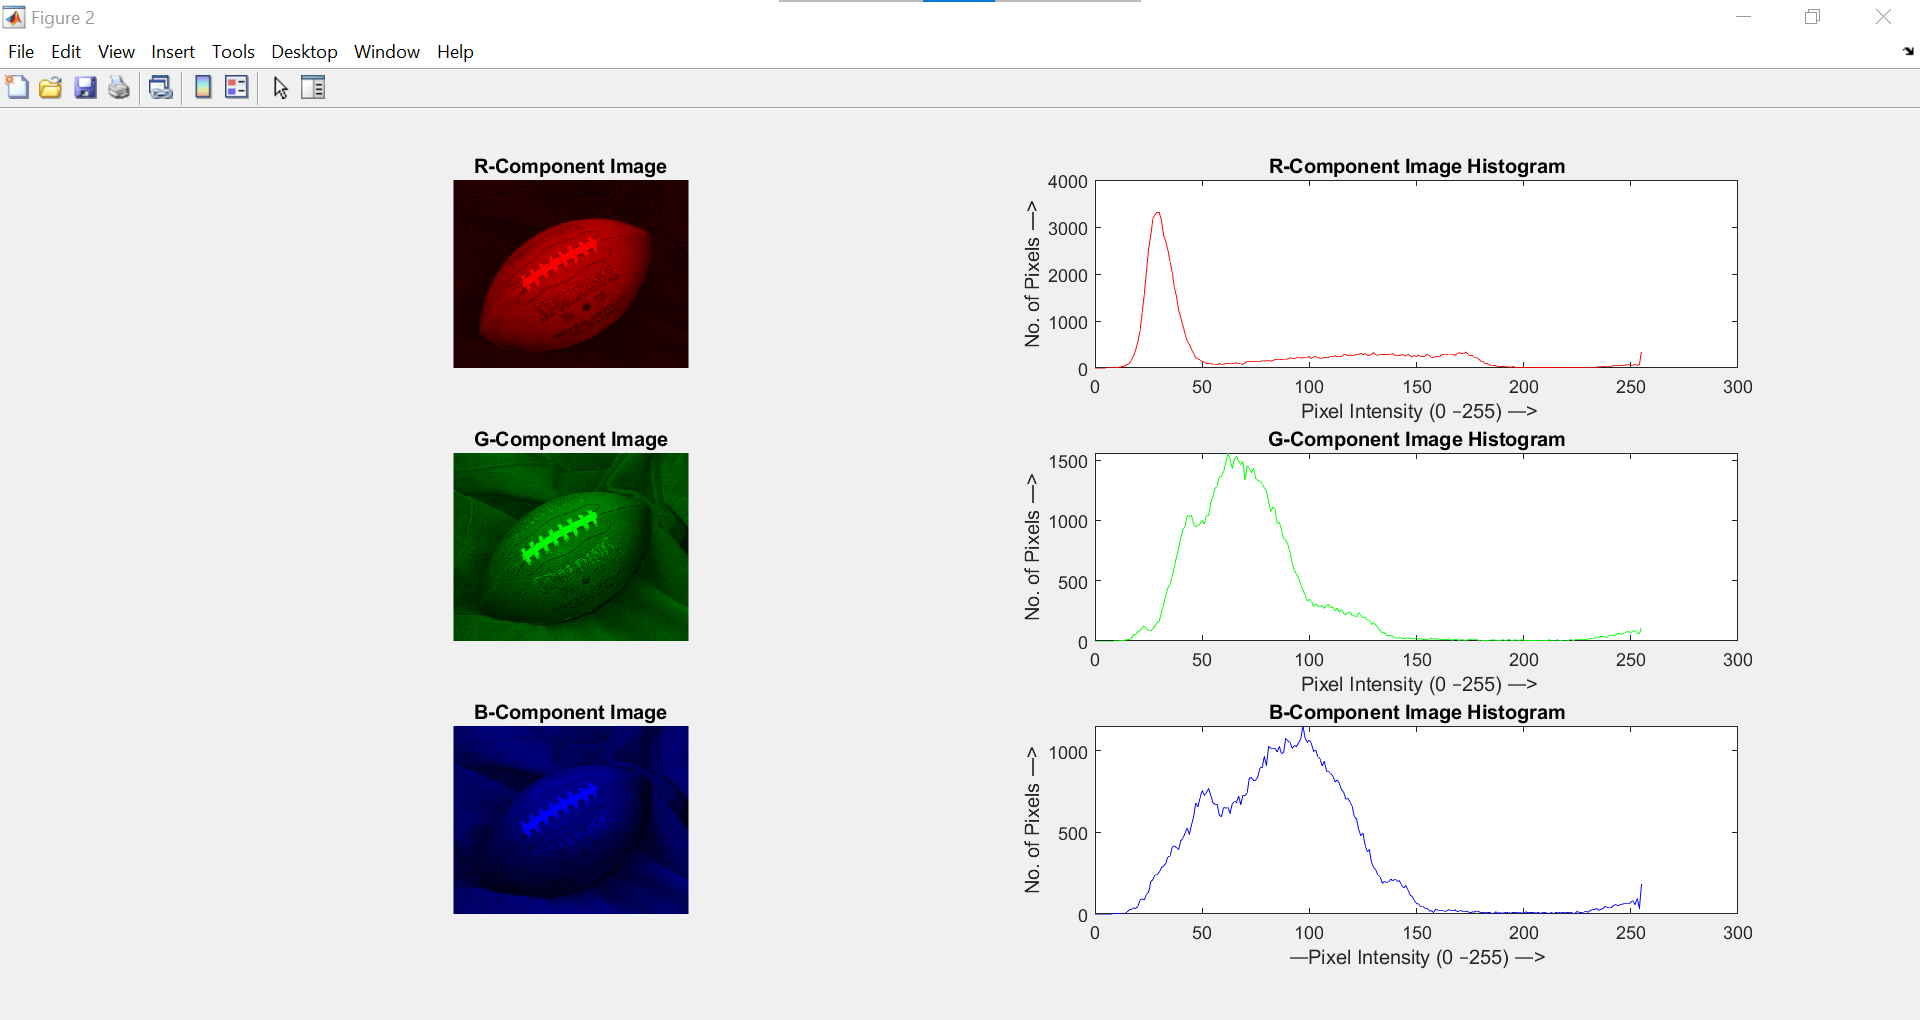 Figure 2
File Edit View Insert Tools Desktop Window Help
R-Component Image
R-Component Image Histogram
No. of Pixels —>
4000
3000
2000
1000
0
0 50 100 150 200 250 300
Pixel Intensity (0 –255) —>
G-Component Image
G-Component Image Histogram
No. of Pixels —>
1500
1000
500
0
0 50 100 150 200 250 300
Pixel Intensity (0 –255) —>
B-Component Image
B-Component Image Histogram
No. of Pixels —>
1000
500
0
0 50 100 150 200 250 300
—Pixel Intensity (0 –255) —>
SPALDING